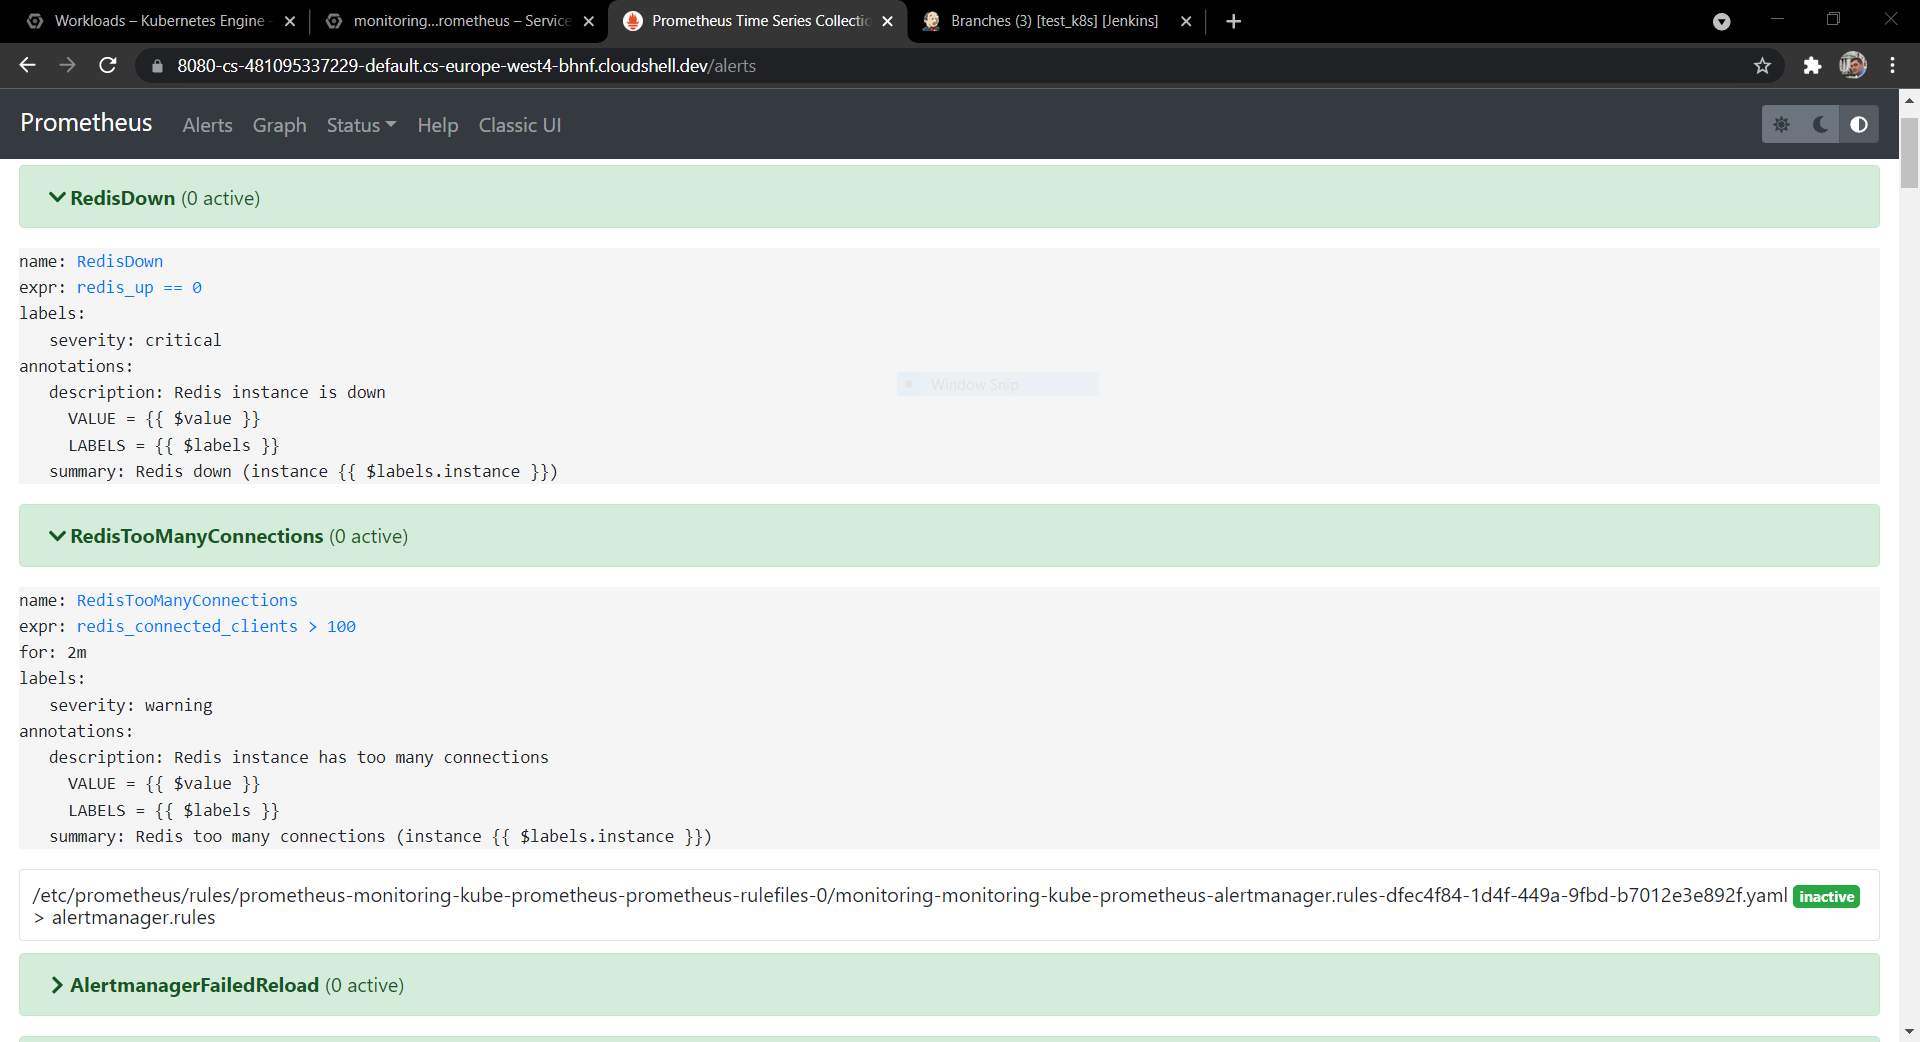 Workloads – Kubernetes Engine
monitoring...rometheus – Service
Prometheus Time Series Collectio
Branches (3) [test_k8s] [Jenkins]
8080-cs-481095337229-default.cs-europe-west4-bhnf.cloudshell.dev/alerts
Prometheus Alerts Graph Status Help Classic UI
RedisDown (0 active)
name: RedisDown
expr: redis_up == 0
labels:
severity: critical
annotations:
description: Redis instance is down
VALUE = {{ $value }}
LABELS = {{ $labels }}
summary: Redis down (instance {{ $labels.instance }})
Window Snip
RedisTooManyConnections (0 active)
name: RedisTooManyConnections
expr: redis_connected_clients > 100
for: 2m
labels:
severity: warning
annotations:
description: Redis instance has too many connections
VALUE = {{ $value }}
LABELS = {{ $labels }}
summary: Redis too many connections (instance {{ $labels.instance }})
/etc/prometheus/rules/prometheus-monitoring-kube-prometheus-prometheus-rulefiles-0/monitoring-monitoring-kube-prometheus-alertmanager.rules-dfec4f84-1d4f-449a-9fbd-b7012e3e892f.yaml inactive
> alertmanager.rules
AlertmanagerFailedReload (0 active)